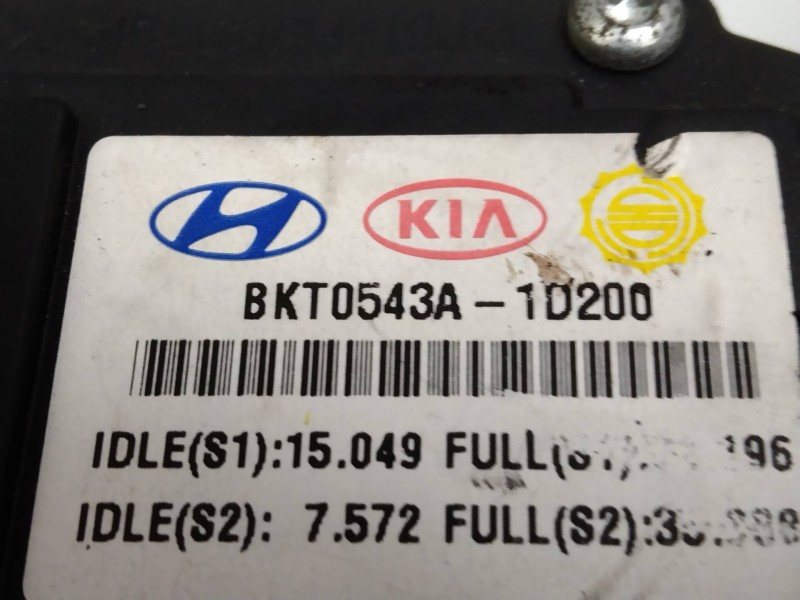 KIA
BKT0543A-1D200
IDLE(S1):15.049 FULL(
IDLE(S2): 7.572 FULL(S2):